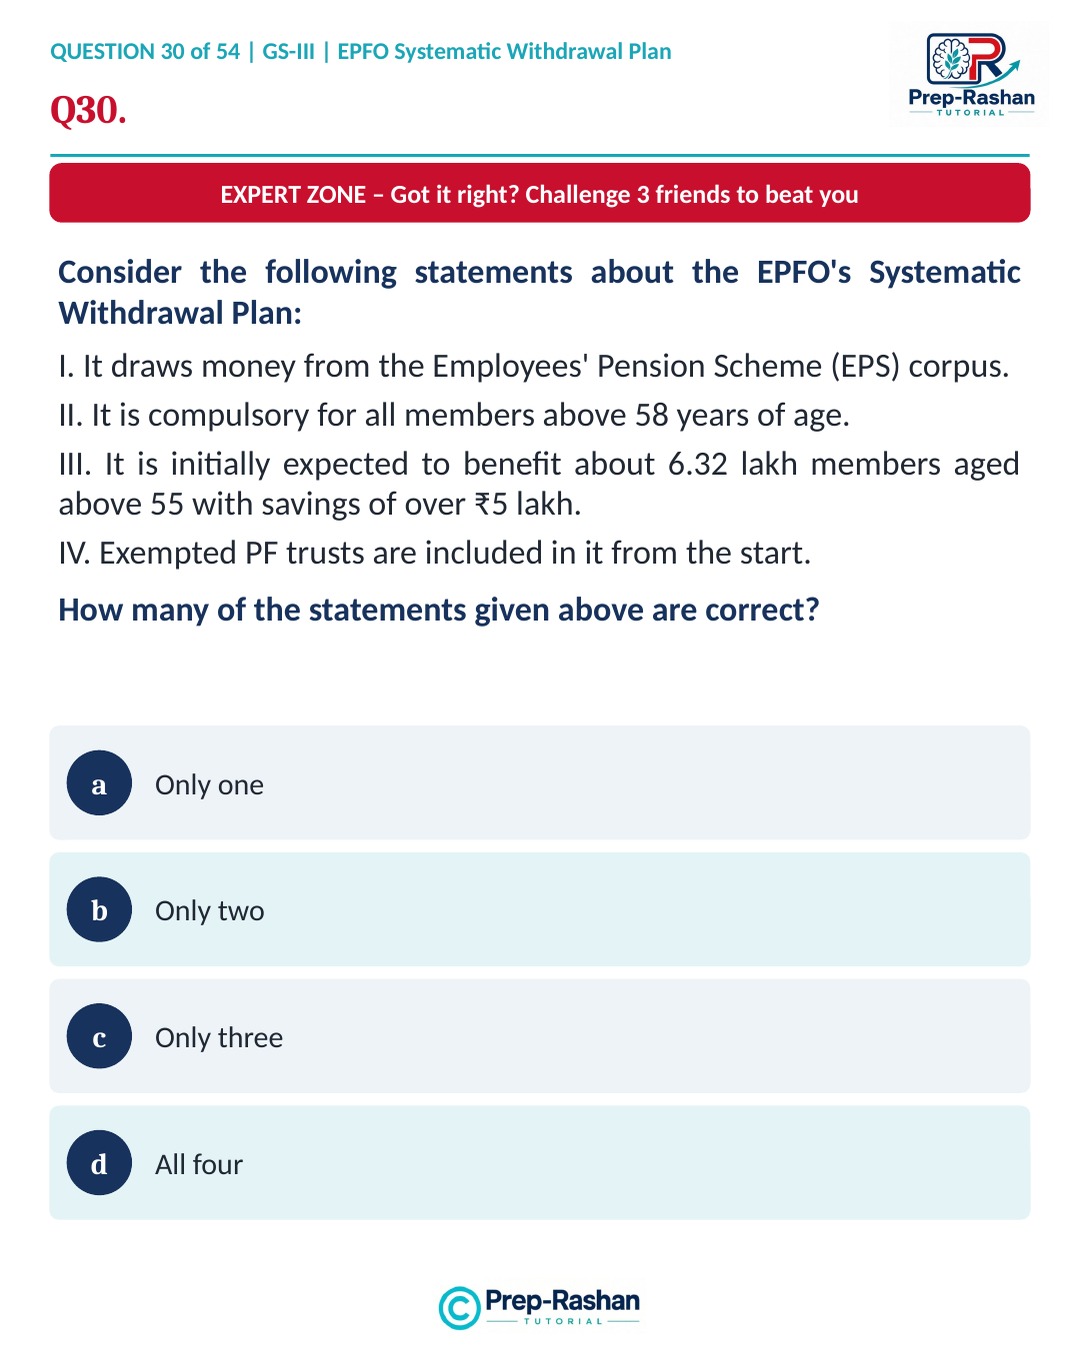 QUESTION 30 of 54 | GS-III | EPFO Systematic Withdrawal Plan
Q30.
Prep-Rashan
TUTORIAL
EXPERT ZONE – Got it right? Challenge 3 friends to beat you
Consider the following statements about the EPFO's Systematic
Withdrawal Plan:
I. It draws money from the Employees' Pension Scheme (EPS) corpus.
II. It is compulsory for all members above 58 years of age.
III. It is initially expected to benefit about 6.32 lakh members aged
above 55 with savings of over ₹5 lakh.
IV. Exempted PF trusts are included in it from the start.
How many of the statements given above are correct?
a Only one
b Only two
c Only three
d All four
© Prep-Rashan
TUTORIAL